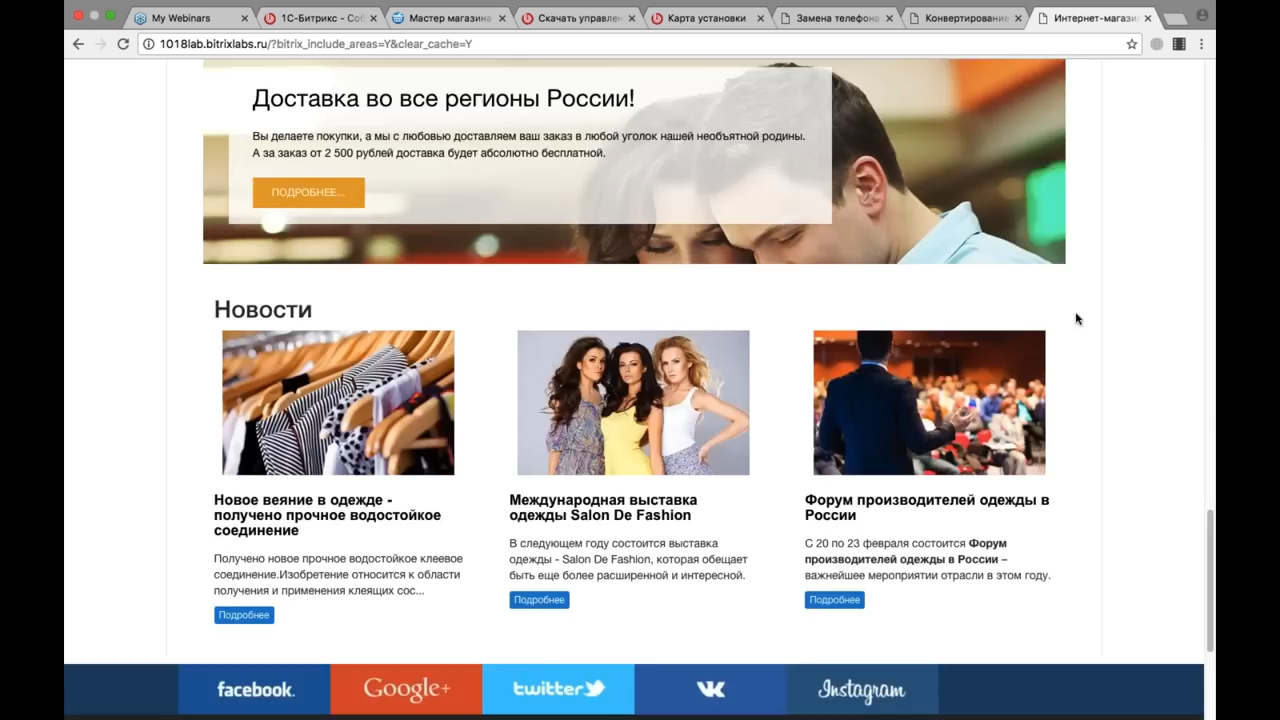 My Webinars
1С-Битрикс - Соб
Мастер магазина
Скачать управлен
Карта установки
Замена телефона
Конвертирование
Интернет-магазин
1018lab.bitrixlabs.ru/?bitrix_include_areas=Y&clear_cache=Y
Доставка во все регионы России!
Вы делаете покупки, а мы с любовью доставляем ваш заказ в любой уголок нашей необъятной родины.
А за заказ от 2 500 рублей доставка будет абсолютно бесплатной.
ПОДРОБНЕЕ...
Новости
Новое веяние в одежде -
получено прочное водостойкое
соединение
Получено новое прочное водостойкое клеевое
соединение.Изобретение относится к области
получения и применения клеящих сос...
Подробнее
Международная выставка
одежды Salon De Fashion
В следующем году состоится выставка
одежды - Salon De Fashion, которая обещает
быть еще более расширенной и интересной.
Подробнее
Форум производителей одежды в
России
С 20 по 23 февраля состоится Форум
производителей одежды в России –
важнейшее мероприятии отрасли в этом году.
Подробнее
facebook.
Google+
twitter
Instagram